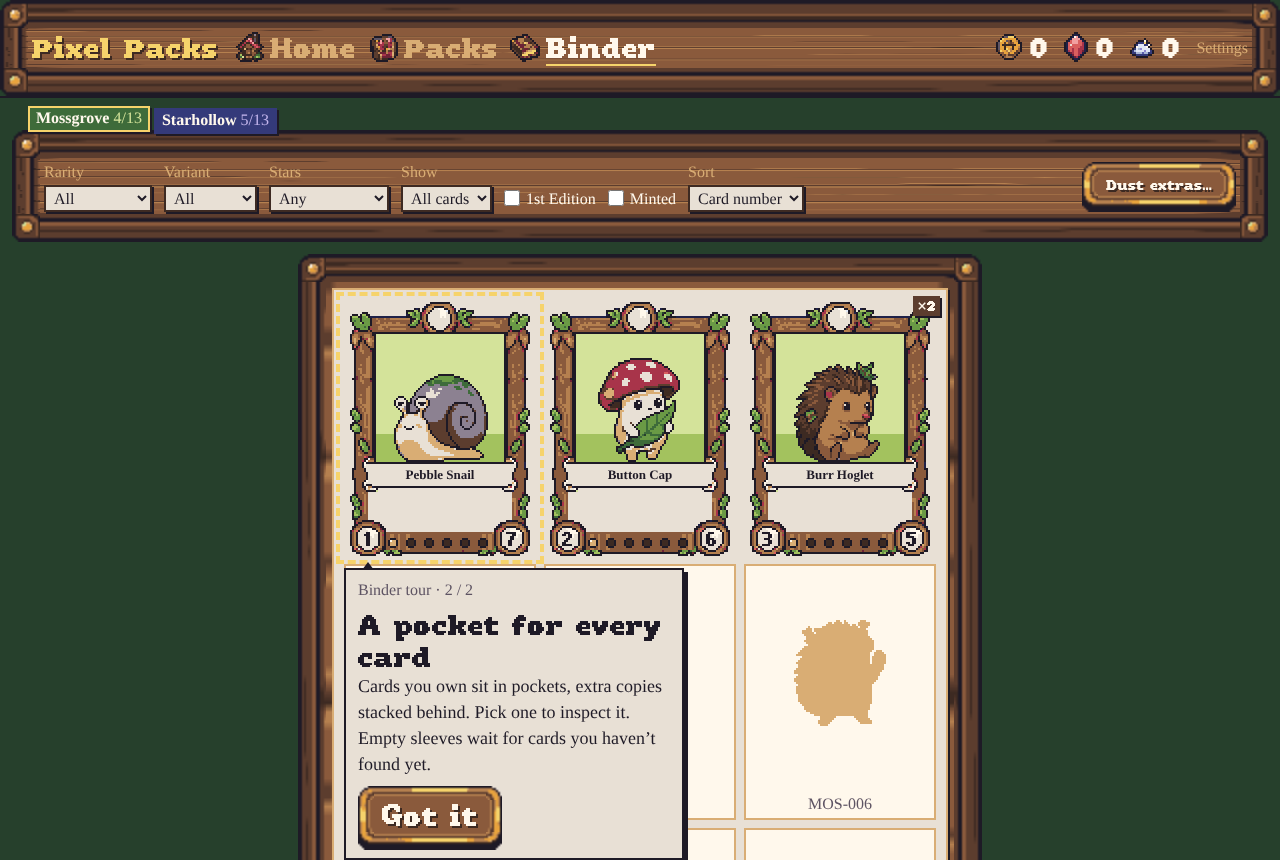 Pixel Packs Home Packs Binder 0 0 0 Settings
Mossgrove 4/13 Starhollow 5/13
Rarity Variant Stars Show Sort
All All Any All cards 1st Edition Minted Card number Dust extras...
×2
Pebble Snail Button Cap Burr Hoglet
1 7 2 6 3 5
Binder tour · 2 / 2
A pocket for every
card
Cards you own sit in pockets, extra copies
stacked behind. Pick one to inspect it.
Empty sleeves wait for cards you haven’t
found yet.
Got it
MOS-006